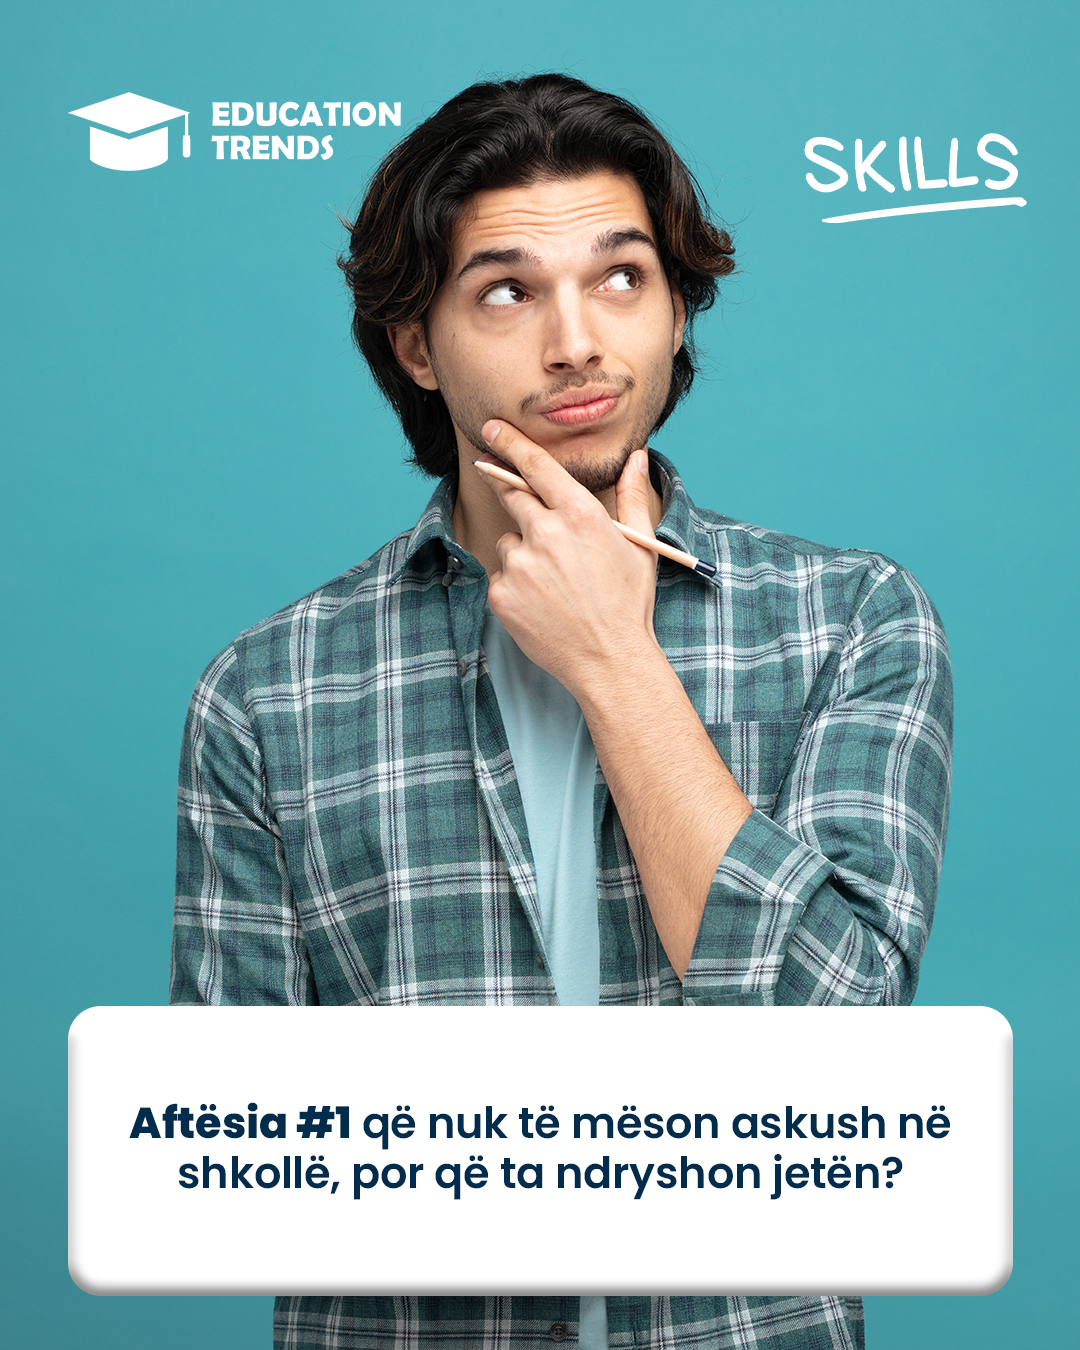 EDUCATION
TRENDS
SKILLS
Aftësia #1 që nuk të mëson askush në
shkollë, por që ta ndryshon jetën?